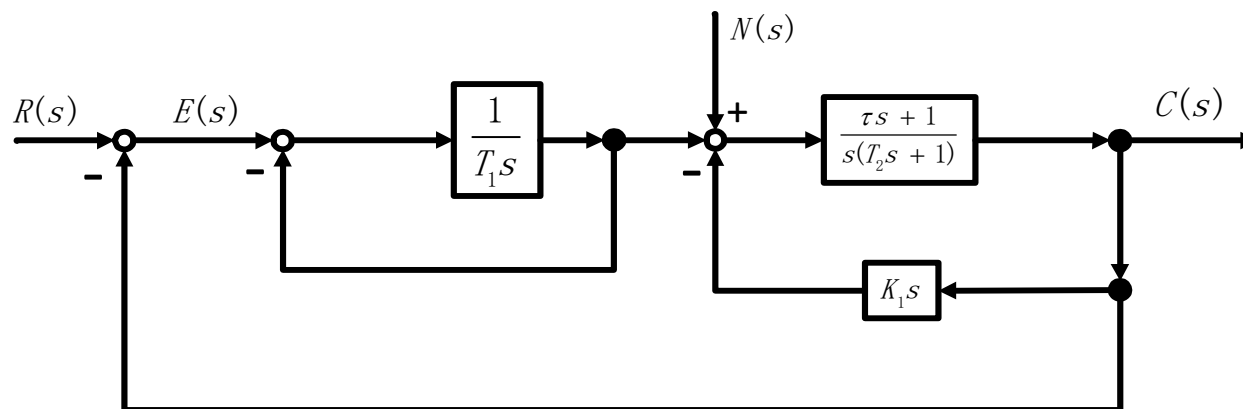 N(s)
R(s)
E(s)
1
T₁s
+
τs + 1
s(T₂s + 1)
C(s)
−
−
−
K₁s